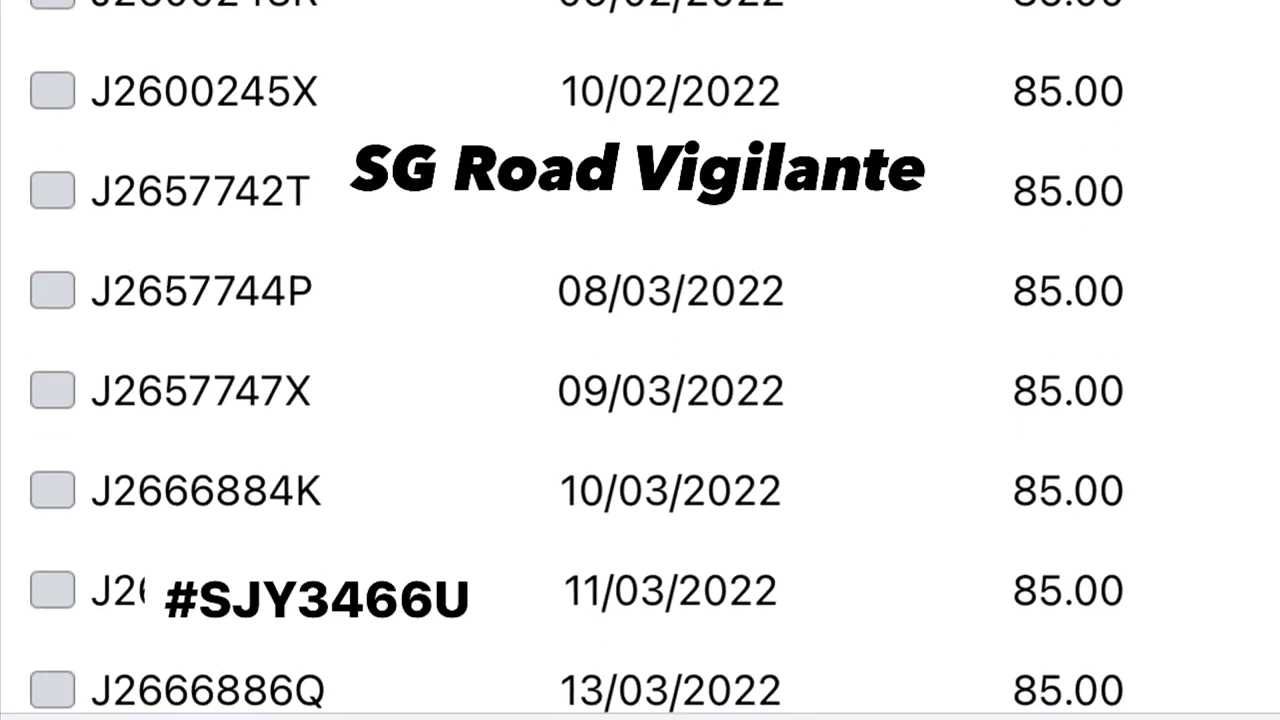 J2600245X 10/02/2022 85.00
SG Road Vigilante
J2657742T 85.00
J2657744P 08/03/2022 85.00
J2657747X 09/03/2022 85.00
J2666884K 10/03/2022 85.00
11/03/2022 85.00
#SJY3466U
J2666886Q 13/03/2022 85.00